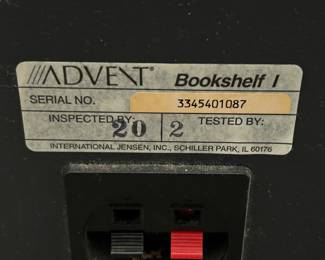 ADVENT® Bookshelf I
SERIAL NO. 3345401087
INSPECTED BY: 20 2 TESTED BY:
INTERNATIONAL JENSEN, INC., SCHILLER PARK, IL 60176